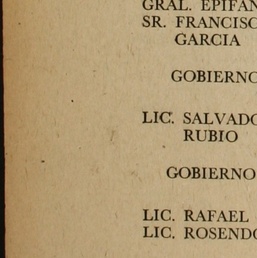 GRAL. EPIFAN
SR. FRANCISC
GARCIA
GOBIERNO
LIC. SALVADO
RUBIO
GOBIERNO
LIC. RAFAEL
LIC. ROSENDO